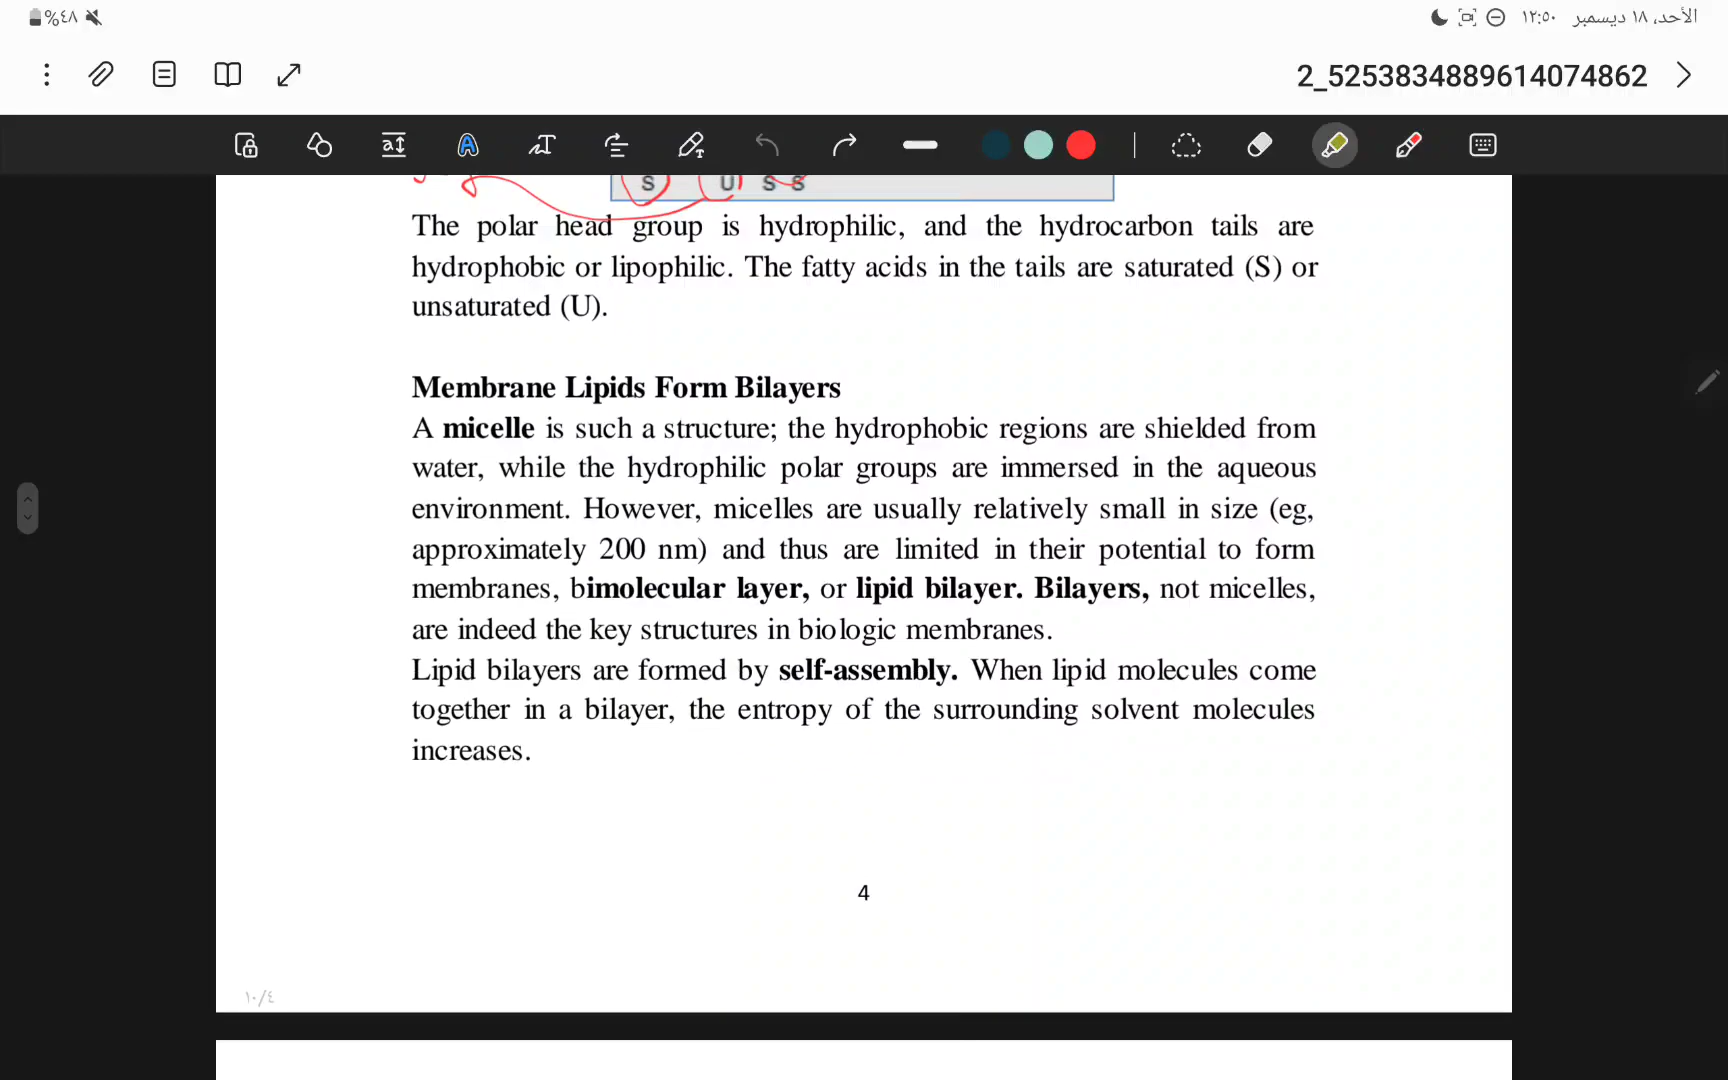 %٤٨
الأحد، ١٨ ديسمبر ١٢:٥٠
2_5253834889614074862
S U S S
The polar head group is hydrophilic, and the hydrocarbon tails are
hydrophobic or lipophilic. The fatty acids in the tails are saturated (S) or
unsaturated (U).
Membrane Lipids Form Bilayers
A micelle is such a structure; the hydrophobic regions are shielded from
water, while the hydrophilic polar groups are immersed in the aqueous
environment. However, micelles are usually relatively small in size (eg,
approximately 200 nm) and thus are limited in their potential to form
membranes, bimolecular layer, or lipid bilayer. Bilayers, not micelles,
are indeed the key structures in biologic membranes.
Lipid bilayers are formed by self-assembly. When lipid molecules come
together in a bilayer, the entropy of the surrounding solvent molecules
increases.
4
١٠/٤